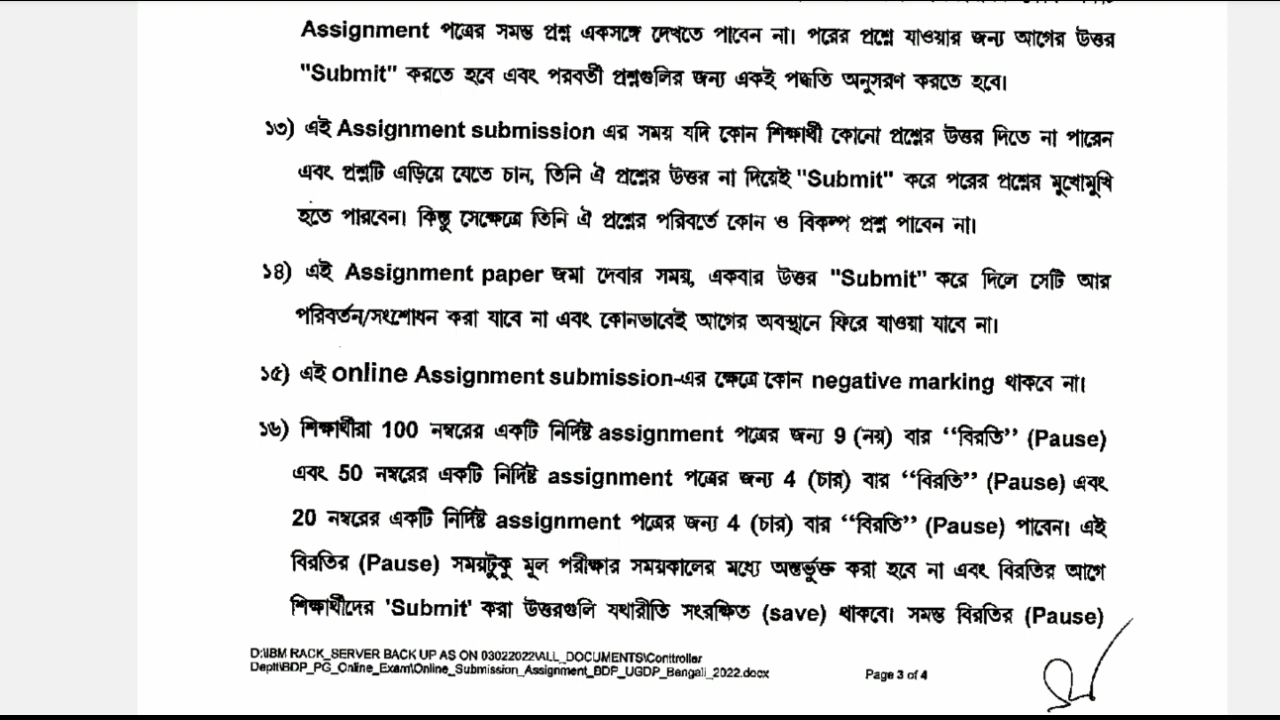 Assignment পত্রের সমস্ত প্রশ্ন একসঙ্গে দেখতে পাবেন না। পরের প্রশ্নে যাওয়ার জন্য আগের উত্তর
"Submit" করতে হবে এবং পরবর্তী প্রশ্নগুলির জন্য একই পদ্ধতি অনুসরণ করতে হবে।
১৩) এই Assignment submission এর সময় যদি কোন শিক্ষার্থী কোনো প্রশ্নের উত্তর দিতে না পারেন
এবং প্রশ্নটি এড়িয়ে যেতে চান, তিনি ঐ প্রশ্নের উত্তর না দিয়েই "Submit" করে পরের প্রশ্নের মুখোমুখি
হতে পারবেন। কিন্তু সেক্ষেত্রে তিনি ঐ প্রশ্নের পরিবর্তে কোন ও বিকল্প প্রশ্ন পাবেন না।
১৪) এই Assignment paper জমা দেবার সময়, একবার উত্তর "Submit" করে দিলে সেটি আর
পরিবর্তন/সংশোধন করা যাবে না এবং কোনভাবেই আগের অবস্থানে ফিরে যাওয়া যাবে না।
১৫) এই online Assignment submission-এর ক্ষেত্রে কোন negative marking থাকবে না।
১৬) শিক্ষার্থীরা 100 নম্বরের একটি নির্দিষ্ট assignment পত্রের জন্য 9 (নয়) বার “বিরতি” (Pause)
এবং 50 নম্বরের একটি নির্দিষ্ট assignment পত্রের জন্য 4 (চার) বার “বিরতি” (Pause) এবং
20 নম্বরের একটি নির্দিষ্ট assignment পত্রের জন্য 4 (চার) বার “বিরতি” (Pause) পাবেন। এই
বিরতির (Pause) সময়টুকু মূল পরীক্ষার সময়কালের মধ্যে অন্তর্ভুক্ত করা হবে না এবং বিরতির আগে
শিক্ষার্থীদের 'Submit' করা উত্তরগুলি যথারীতি সংরক্ষিত (save) থাকবে। সমস্ত বিরতির (Pause)
D:\IBM RACK_SERVER BACK UP AS ON 03022022\ALL_DOCUMENTS\Conttrollar
Deptt\BDP_PG_Online_Exam\Online_Submission_Assignment_BDP_UGDP_Bengali_2022.docx
Page 3 of 4